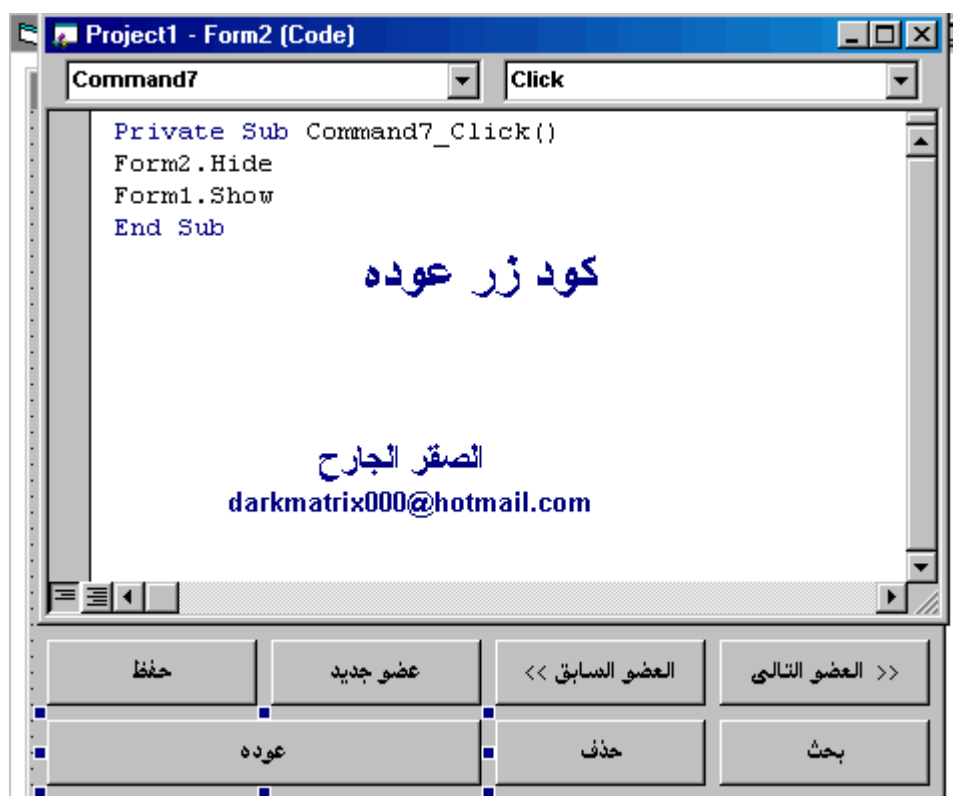 Project1 - Form2 (Code)
Command7 Click
Private Sub Command7_Click()
Form2.Hide
Form1.Show
End Sub
كود زر عوده
الصقر الجارح
darkmatrix000@hotmail.com
<< العضو التالى
العضو السابق >>
عضو جديد
حفظ
بحث
حذف
عوده